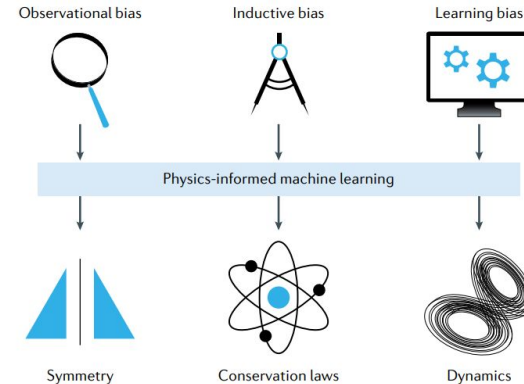 Observational bias
Inductive bias
Learning bias
Physics-informed machine learning
Symmetry
Conservation laws
Dynamics